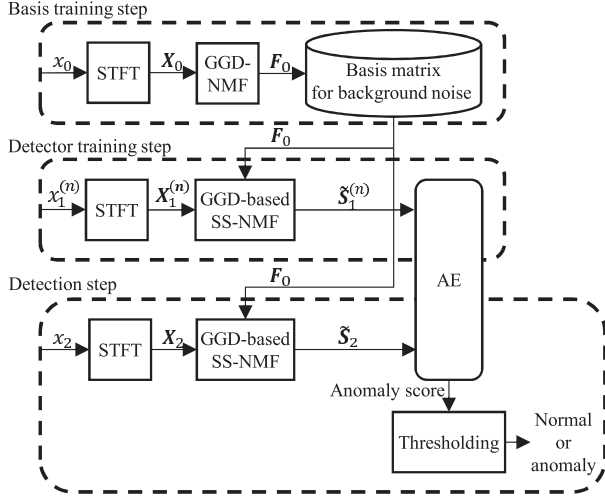 Basis training step
x₀
STFT
X₀
GGD-
NMF
F₀
Basis matrix
for background noise
F₀
Detector training step
x₁⁽ⁿ⁾
STFT
X₁⁽ⁿ⁾
GGD-based
SS-NMF
S̃₁⁽ⁿ⁾
AE
F₀
Detection step
x₂
STFT
X₂
GGD-based
SS-NMF
S̃₂
Anomaly score
Thresholding
Normal
or
anomaly